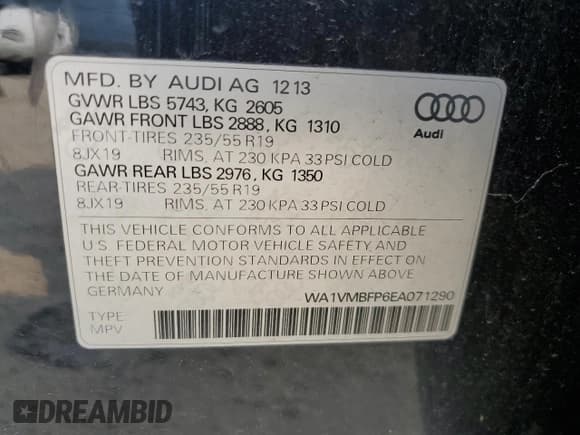 MFD. BY AUDI AG 12 13
GVWR LBS 5743, KG 2605
GAWR FRONT LBS 2888, KG 1310
FRONT-TIRES 235/55 R19
8JX19 RIMS, AT 230 KPA 33 PSI COLD
GAWR REAR LBS 2976, KG 1350
REAR-TIRES 235/55 R19
8JX19 RIMS, AT 230 KPA 33 PSI COLD
Audi
THIS VEHICLE CONFORMS TO ALL APPLICABLE
U.S. FEDERAL MOTOR VEHICLE SAFETY, AND
THEFT PREVENTION STANDARDS IN EFFECT ON
THE DATE OF MANUFACTURE SHOWN ABOVE.
GERMANY WA1VMBFP6EA071290
TYPE:
MPV
DREAMBID